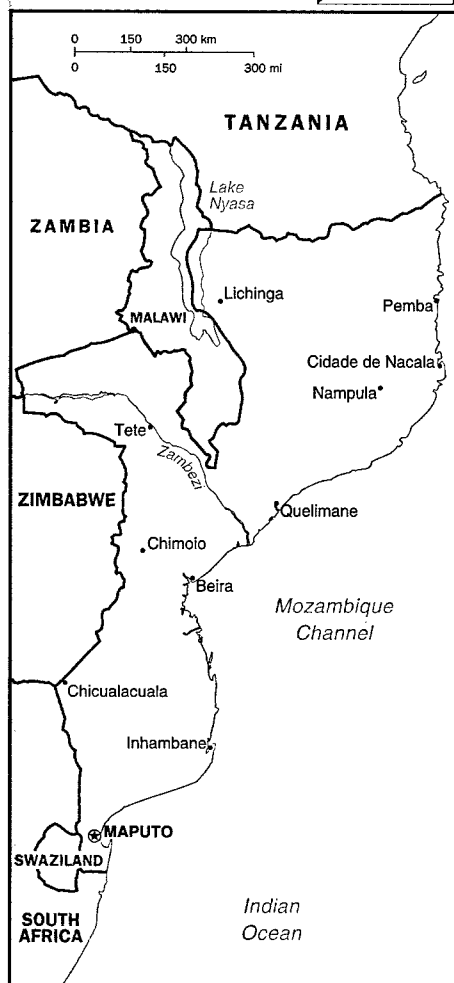 0 150 300 km
0 150 300 mi
TANZANIA
Lake
Nyasa
ZAMBIA
Lichinga
Pemba
MALAWI
Cidade de Nacala
Nampula
Tete
Zambezi
ZIMBABWE
Quelimane
Chimoio
Beira
Mozambique
Channel
Chicualacuala
Inhambane
MAPUTO
SWAZILAND
SOUTH
AFRICA
Indian
Ocean